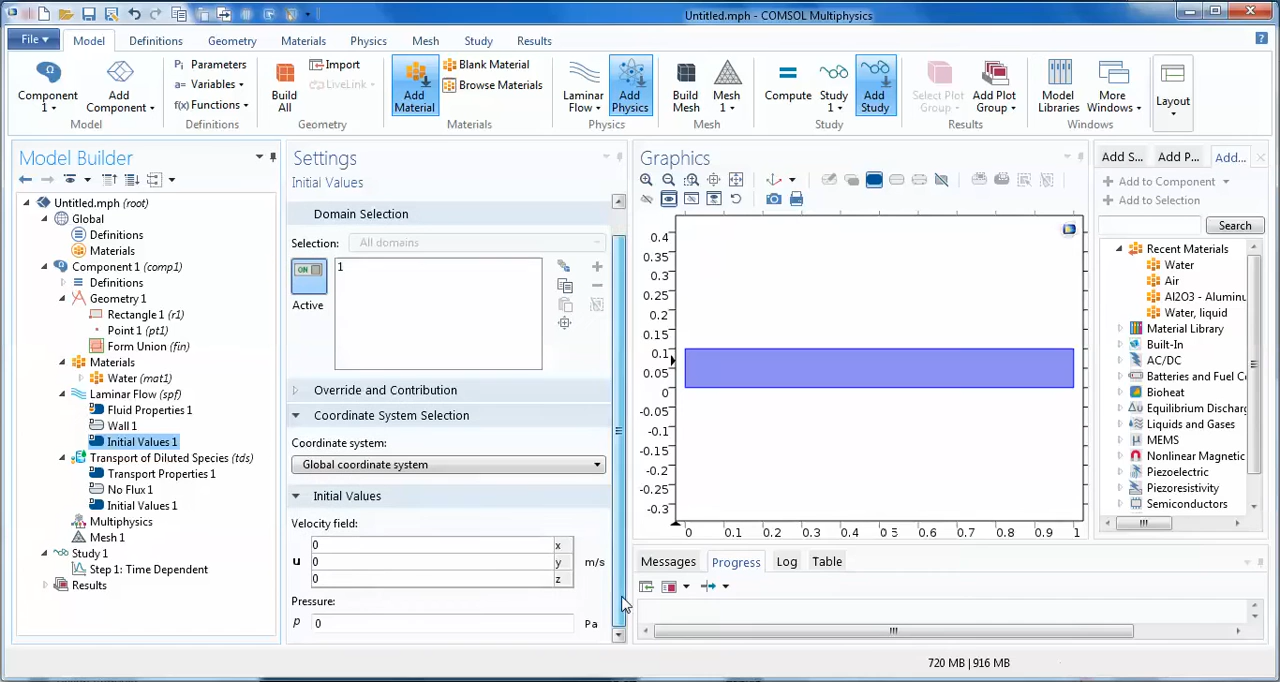 Untitled.mph - COMSOL Multiphysics
File Model Definitions Geometry Materials Physics Mesh Study Results
Component 1 Add Component
Model
Pi Parameters
a= Variables
f(x) Functions
Definitions
Build All
Import
LiveLink
Geometry
Add Material
Blank Material
Browse Materials
Materials
Laminar Flow Add Physics
Physics
Build Mesh Mesh 1
Mesh
Compute Study 1 Add Study
Study
Select Plot Group Add Plot Group
Results
Model Libraries More Windows
Windows
Layout
Model Builder
Untitled.mph (root)
Global
Definitions
Materials
Component 1 (comp1)
Definitions
Geometry 1
Rectangle 1 (r1)
Point 1 (pt1)
Form Union (fin)
Materials
Water (mat1)
Laminar Flow (spf)
Fluid Properties 1
Wall 1
Initial Values 1
Transport of Diluted Species (tds)
Transport Properties 1
No Flux 1
Initial Values 1
Multiphysics
Mesh 1
Study 1
Step 1: Time Dependent
Results
Settings
Initial Values
Domain Selection
Selection: All domains
ON
Active
1
Override and Contribution
Coordinate System Selection
Coordinate system:
Global coordinate system
Initial Values
Velocity field:
0 x
u 0 y m/s
0 z
Pressure:
p 0 Pa
Graphics
0.4
0.35
0.3
0.25
0.2
0.15
0.1
0.05
0
-0.05
-0.1
-0.15
-0.2
-0.25
-0.3
0 0.1 0.2 0.3 0.4 0.5 0.6 0.7 0.8 0.9 1
Messages Progress Log Table
Add S... Add P... Add...
Add to Component
Add to Selection
Search
Recent Materials
Water
Air
Al2O3 - Aluminu
Water, liquid
Material Library
Built-In
AC/DC
Batteries and Fuel C
Bioheat
Equilibrium Discharg
Liquids and Gases
MEMS
Nonlinear Magnetic
Piezoelectric
Piezoresistivity
Semiconductors
720 MB | 916 MB